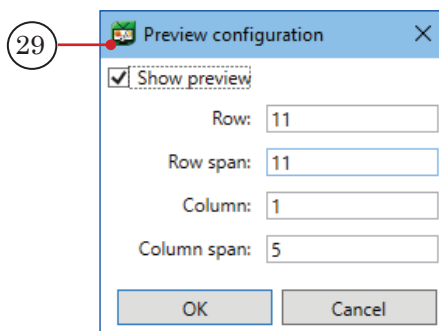 29
Preview configuration
Show preview
Row: 11
Row span: 11
Column: 1
Column span: 5
OK Cancel